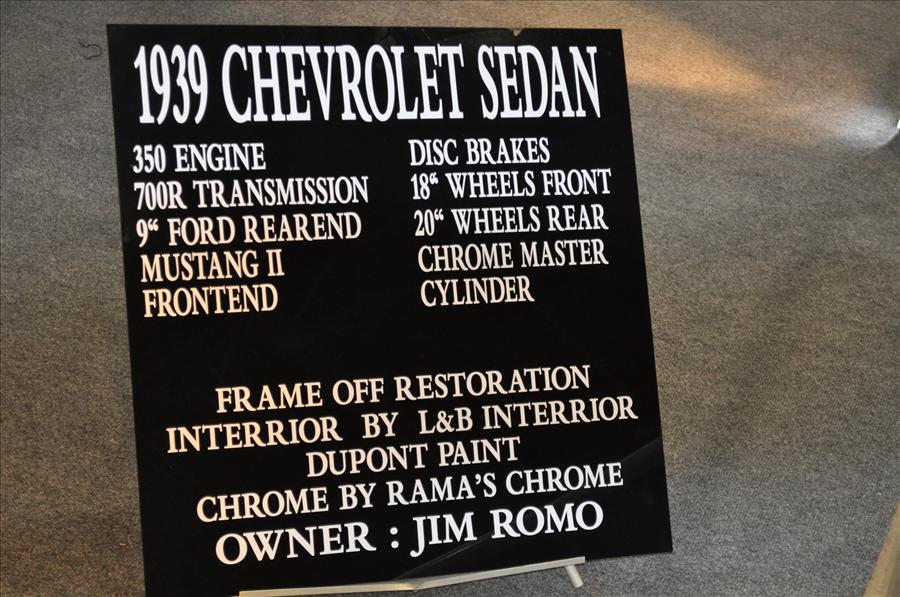 1939 CHEVROLET SEDAN
350 ENGINE
700R TRANSMISSION
9“ FORD REAREND
MUSTANG II
FRONTEND
DISC BRAKES
18“ WHEELS FRONT
20“ WHEELS REAR
CHROME MASTER
CYLINDER
FRAME OFF RESTORATION
INTERRIOR BY L&B INTERRIOR
DUPONT PAINT
CHROME BY RAMA'S CHROME
OWNER : JIM ROMO